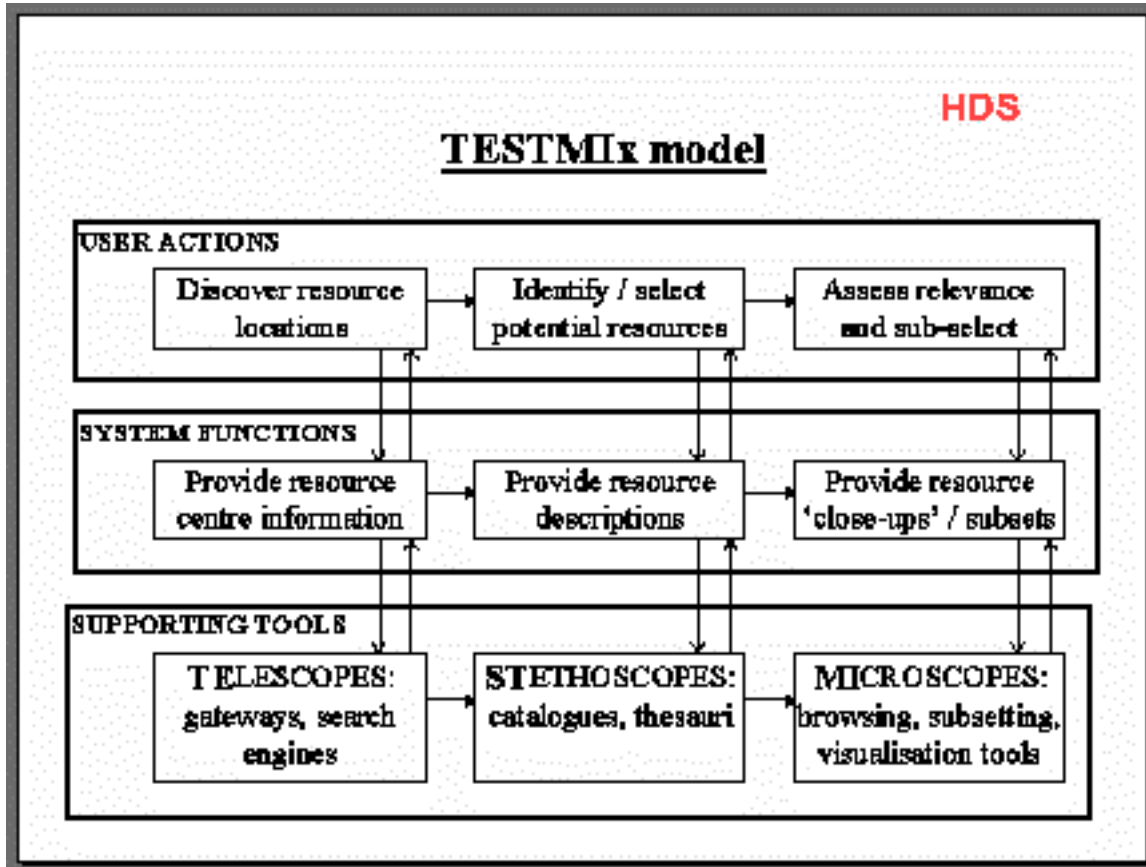 HDS
TESTMIx model
USER ACTIONS
Discover resource
locations
Identify / select
potential resources
Assess relevance
and sub-select
SYSTEM FUNCTIONS
Provide resource
centre information
Provide resource
descriptions
Provide resource
‘close-ups’ / subsets
SUPPORTING TOOLS
TELESCOPES:
gateways, search
engines
STETHOSCOPES:
catalogues, thesauri
MICROSCOPES:
browsing, subsetting,
visualisation tools